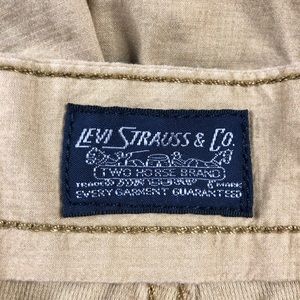 LEVI STRAUSS & CO.
TWO HORSE BRAND
TRADE MARK
EVERY GARMENT GUARANTEED